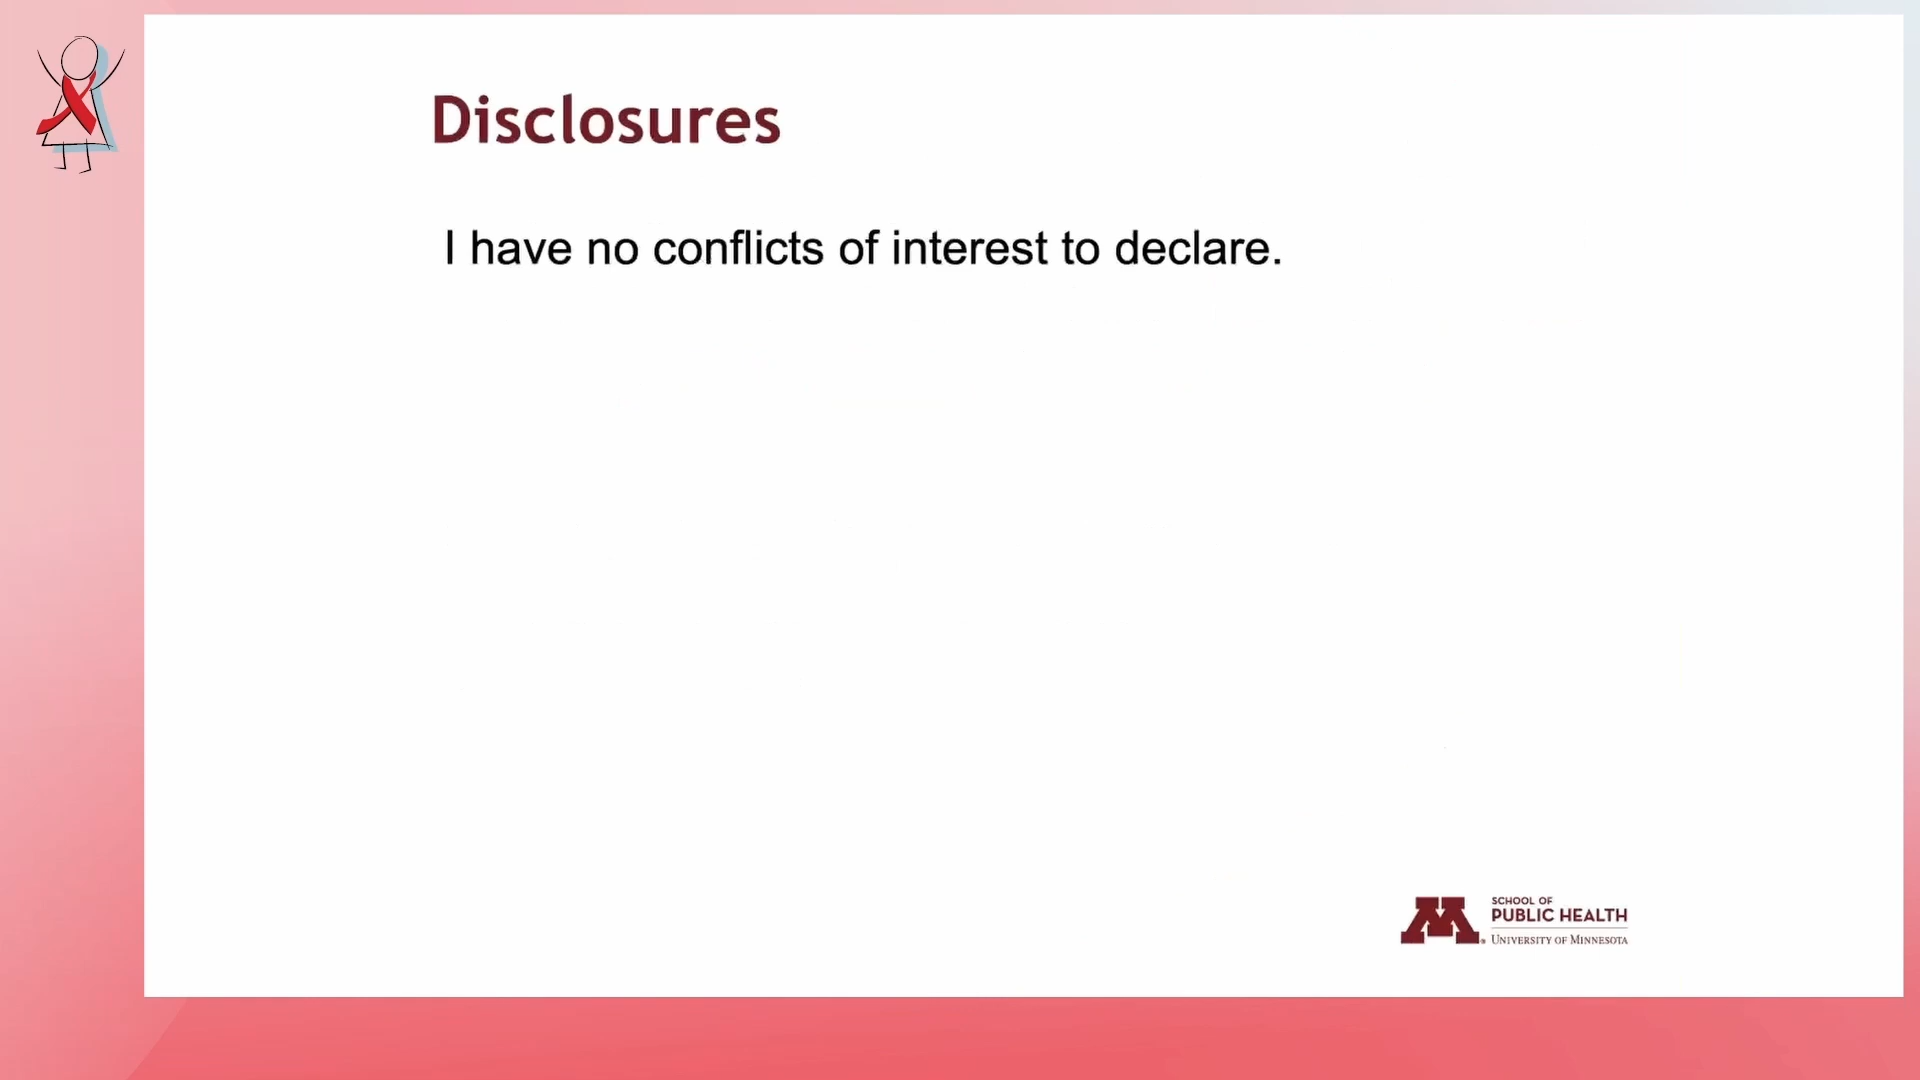 Disclosures
I have no conflicts of interest to declare.
M
SCHOOL OF
PUBLIC HEALTH
UNIVERSITY OF MINNESOTA